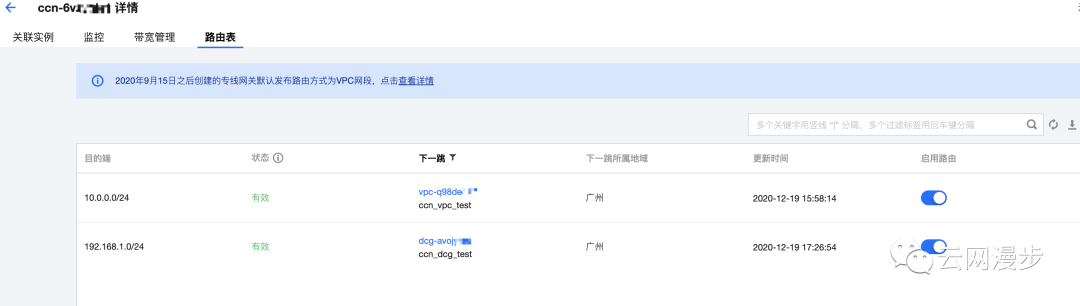 ccn-6v 详情
关联实例 监控 带宽管理 路由表
2020年9月15日之后创建的专线网关默认发布路由方式为VPC网段，点击查看详情
多个关键字用竖线 "|" 分隔，多个过滤标签用回车键分隔
目的端 状态 下一跳 下一跳所属地域 更新时间 启用路由
10.0.0.0/24 有效 vpc-q98de 广州 2020-12-19 15:58:14
ccn_vpc_test
192.168.1.0/24 有效 dcg-avoj 广州 2020-12-19 17:26:54
ccn_dcg_test
云网漫步